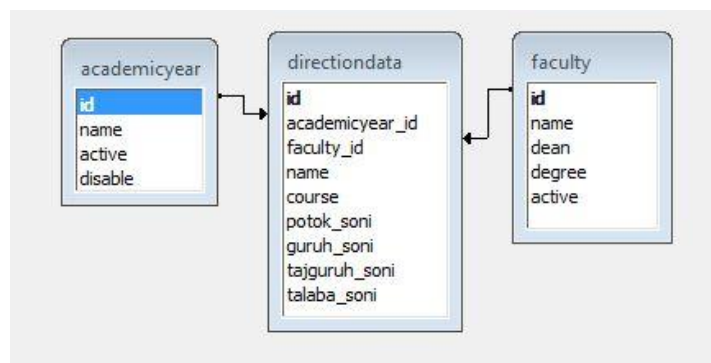 academicyear
id
name
active
disable
directiondata
id
academicyear_id
faculty_id
name
course
potok_soni
guruh_soni
tajguruh_soni
talaba_soni
faculty
id
name
dean
degree
active